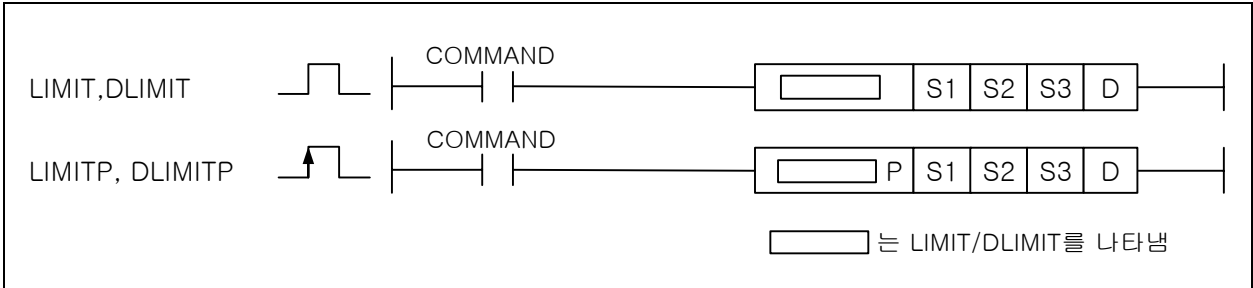 COMMAND
LIMIT,DLIMIT S1 S2 S3 D
COMMAND
LIMITP, DLIMITP P S1 S2 S3 D
는 LIMIT/DLIMIT를 나타냄